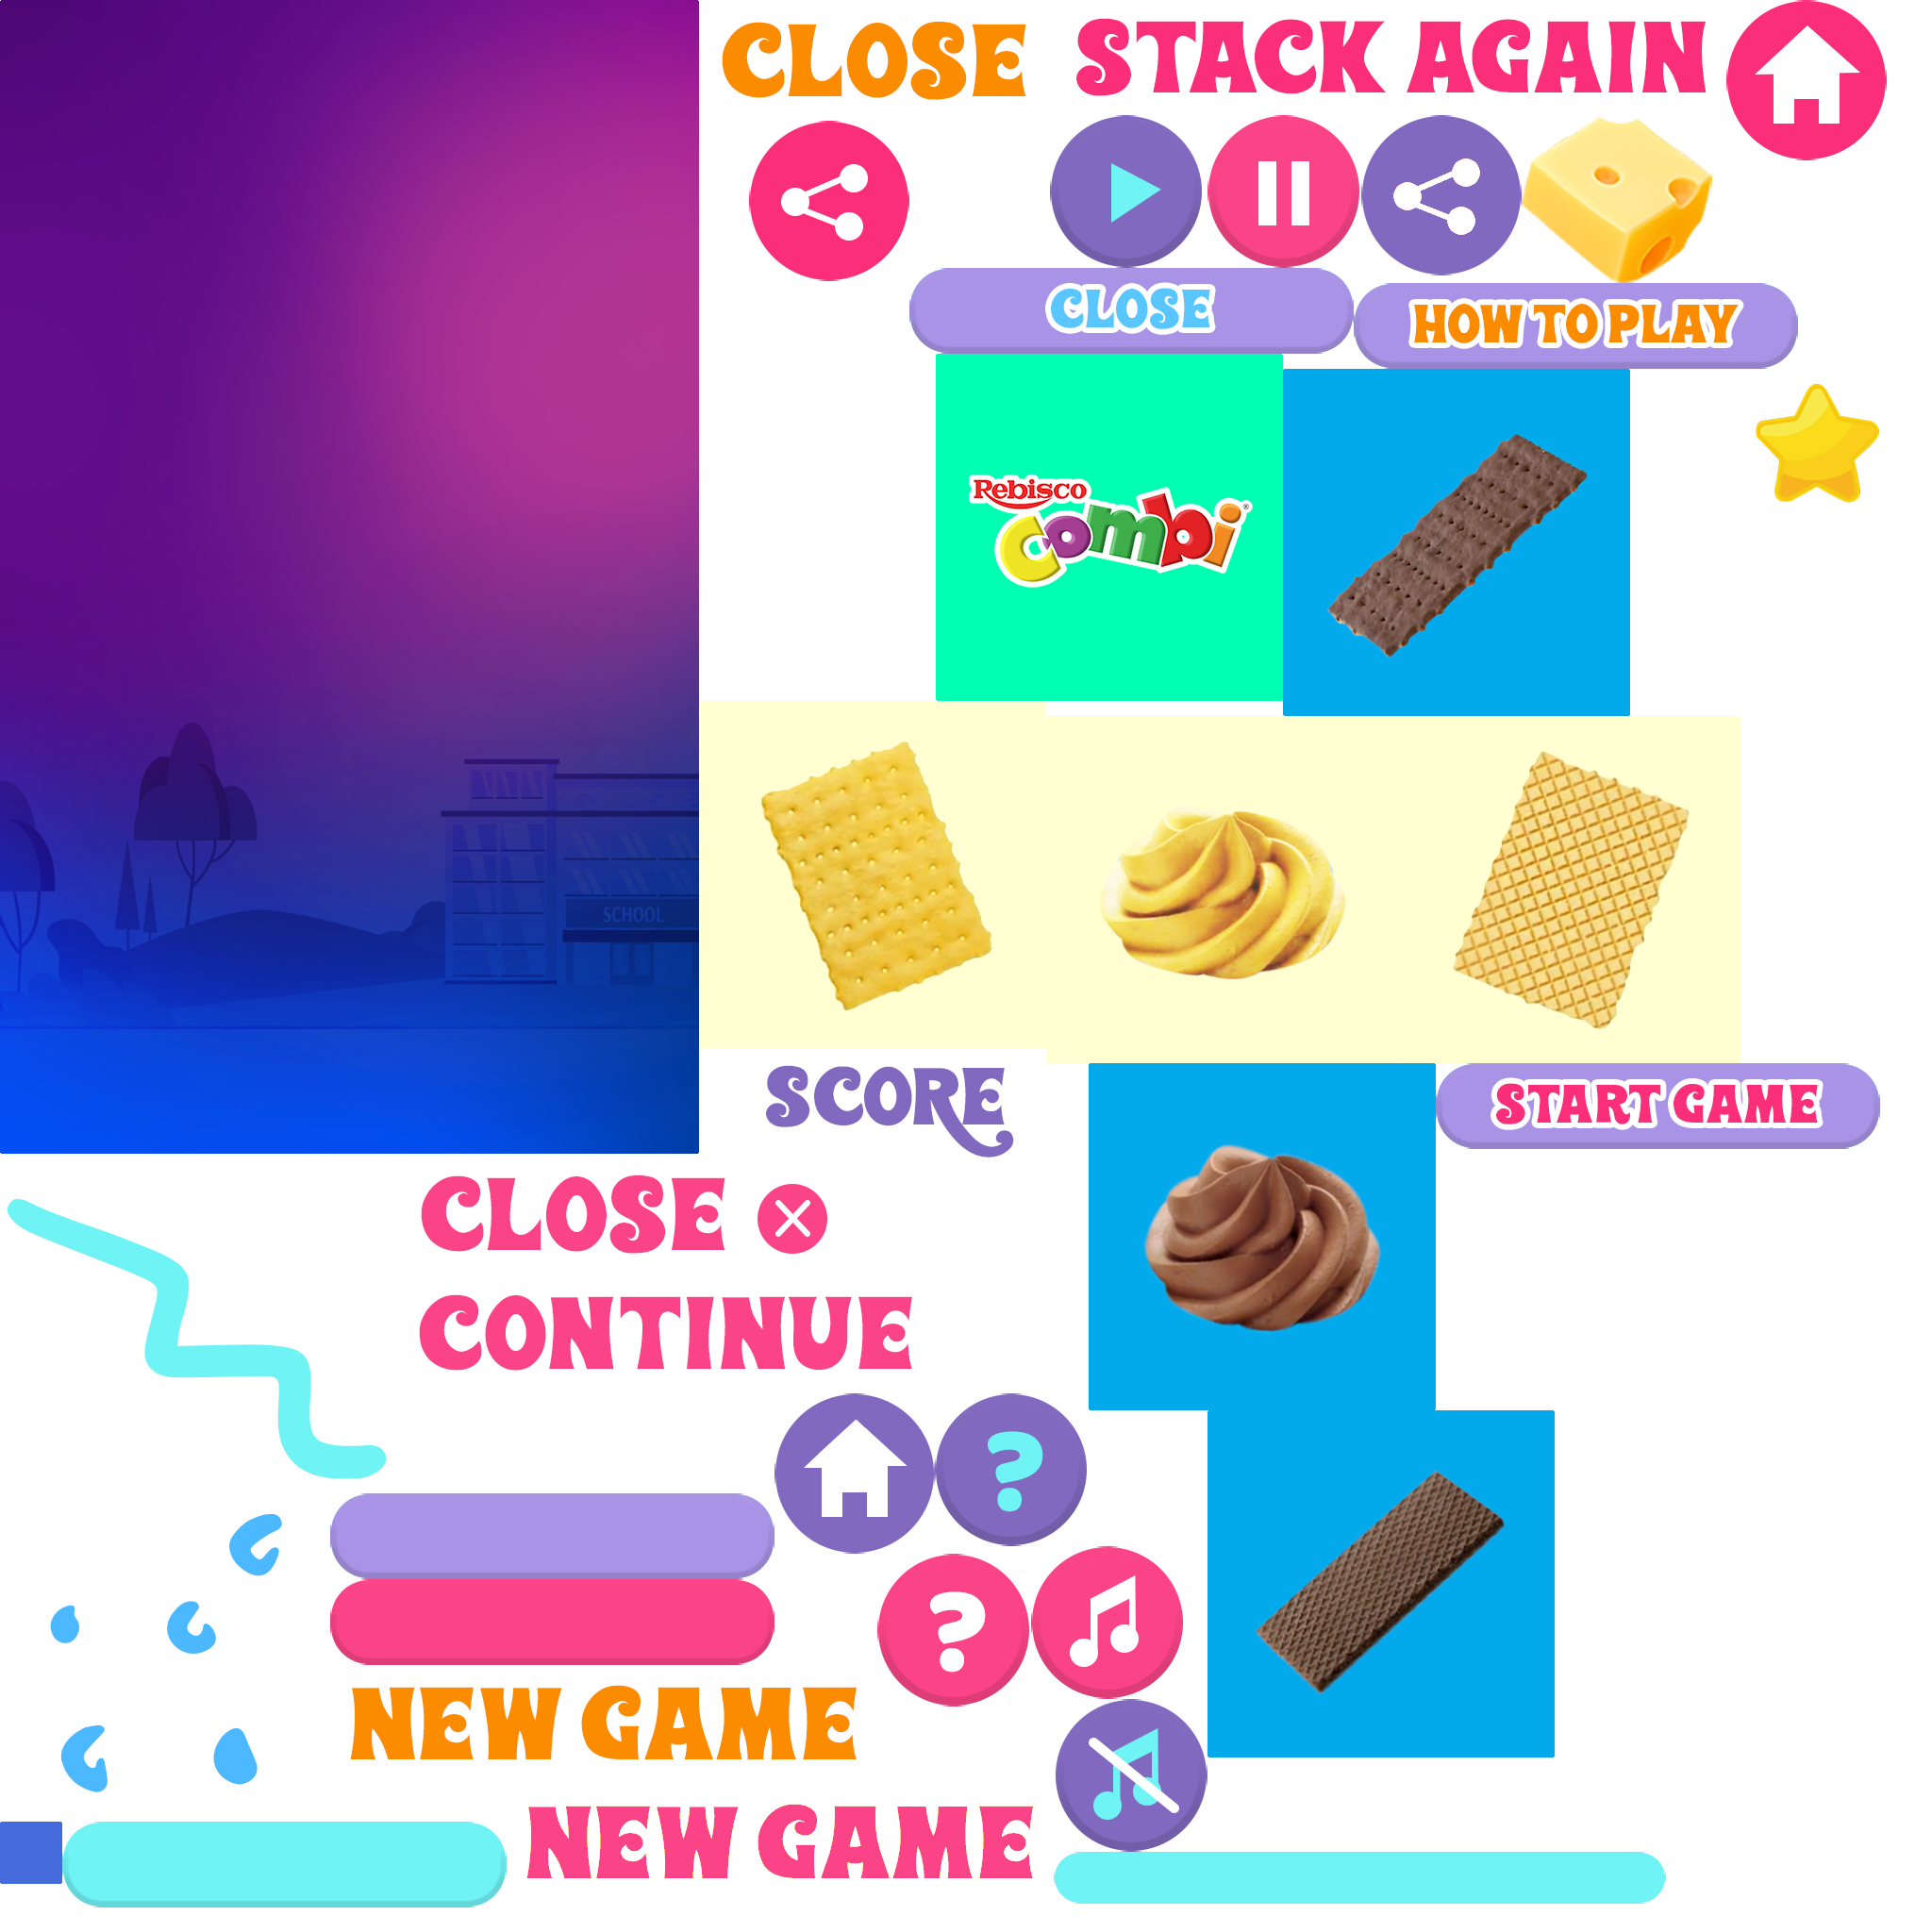 CLOSE
STACK AGAIN
CLOSE
HOW TO PLAY
Rebisco
combi®
SCHOOL
SCORE
START GAME
CLOSE
CONTINUE
?
?
NEW GAME
NEW GAME